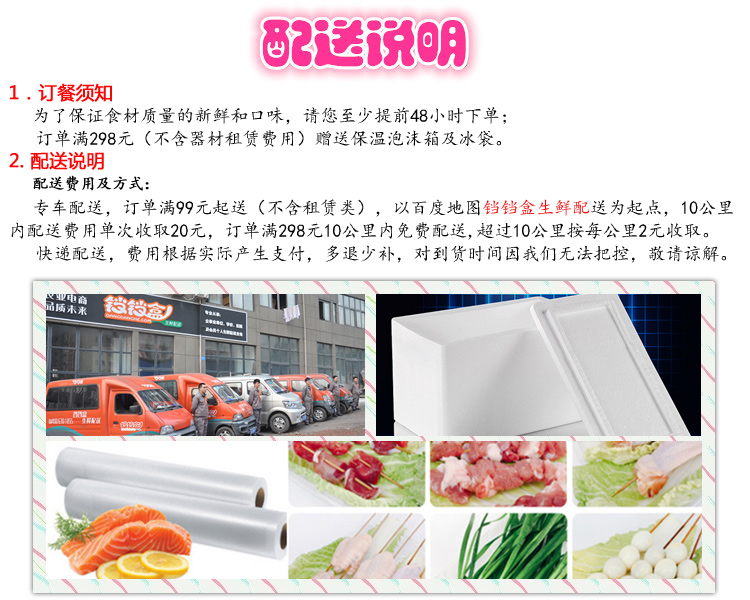 配送说明
1．订餐须知
为了保证食材质量的新鲜和口味，请您至少提前48小时下单；
订单满298元（不含器材租赁费用）赠送保温泡沫箱及冰袋。
2. 配送说明
配送费用及方式：
专车配送，订单满99元起送（不含租赁类），以百度地图铛铛盒生鲜配送为起点，10公里
内配送费用单次收取20元，订单满298元10公里内免费配送,超过10公里按每公里2元收取。
快递配送，费用根据实际产生支付，多退少补，对到货时间因我们无法把控，敬请谅解。
农业电商
品质未来
铛铛盒